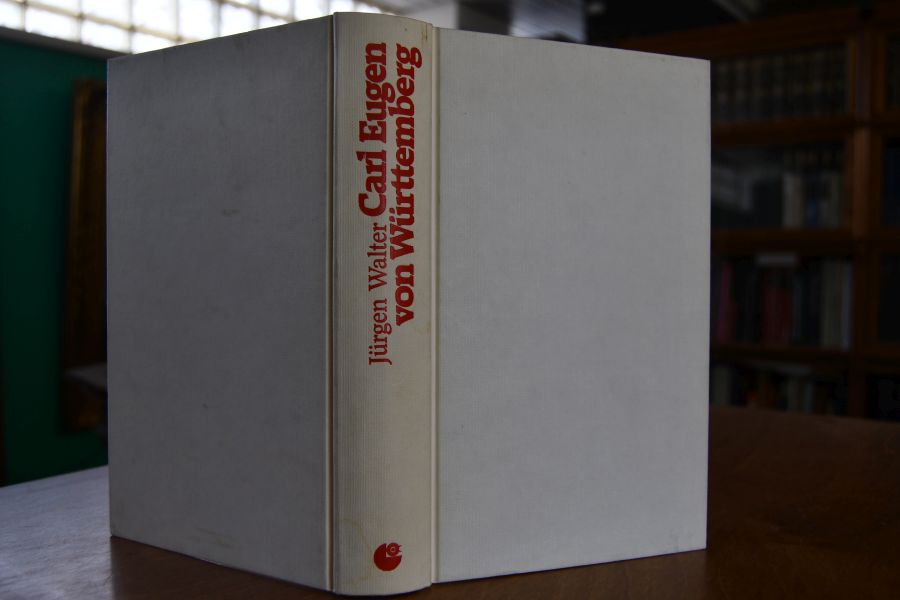 Jürgen Walter Carl Eugen
von Württemberg